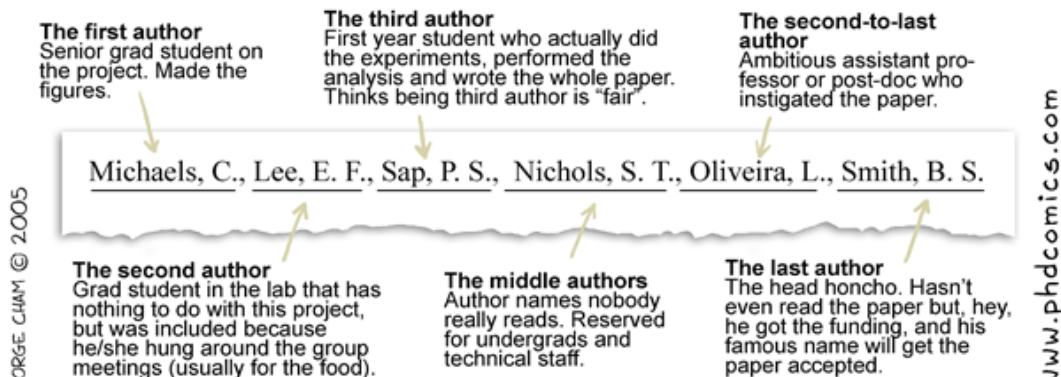 The first author
Senior grad student on
the project. Made the
figures.
The third author
First year student who actually did
the experiments, performed the
analysis and wrote the whole paper.
Thinks being third author is “fair”.
The second-to-last
author
Ambitious assistant pro-
fessor or post-doc who
instigated the paper.
Michaels, C., Lee, E. F., Sap, P. S., Nichols, S. T., Oliveira, L., Smith, B. S.
The second author
Grad student in the lab that has
nothing to do with this project,
but was included because
he/she hung around the group
meetings (usually for the food).
The middle authors
Author names nobody
really reads. Reserved
for undergrads and
technical staff.
The last author
The head honcho. Hasn’t
even read the paper but, hey,
he got the funding, and his
famous name will get the
paper accepted.
ORGE CHAM © 2005
www.phdcomics.com